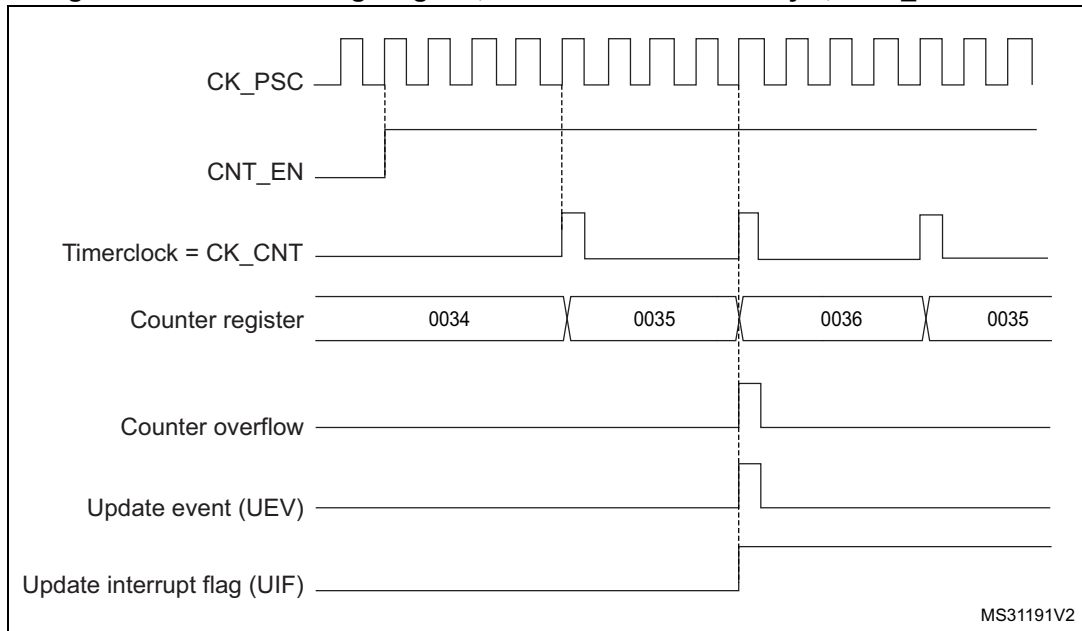 CK_PSC
CNT_EN
Timerclock = CK_CNT
Counter register 0034 0035 0036 0035
Counter overflow
Update event (UEV)
Update interrupt flag (UIF)
MS31191V2